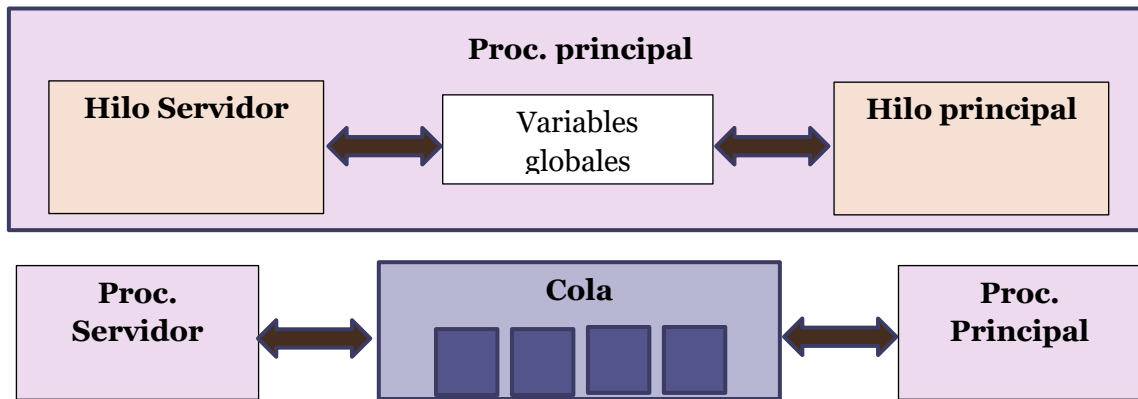 Proc. principal
Hilo Servidor
Variables
globales
Hilo principal
Proc.
Servidor
Cola
Proc.
Principal